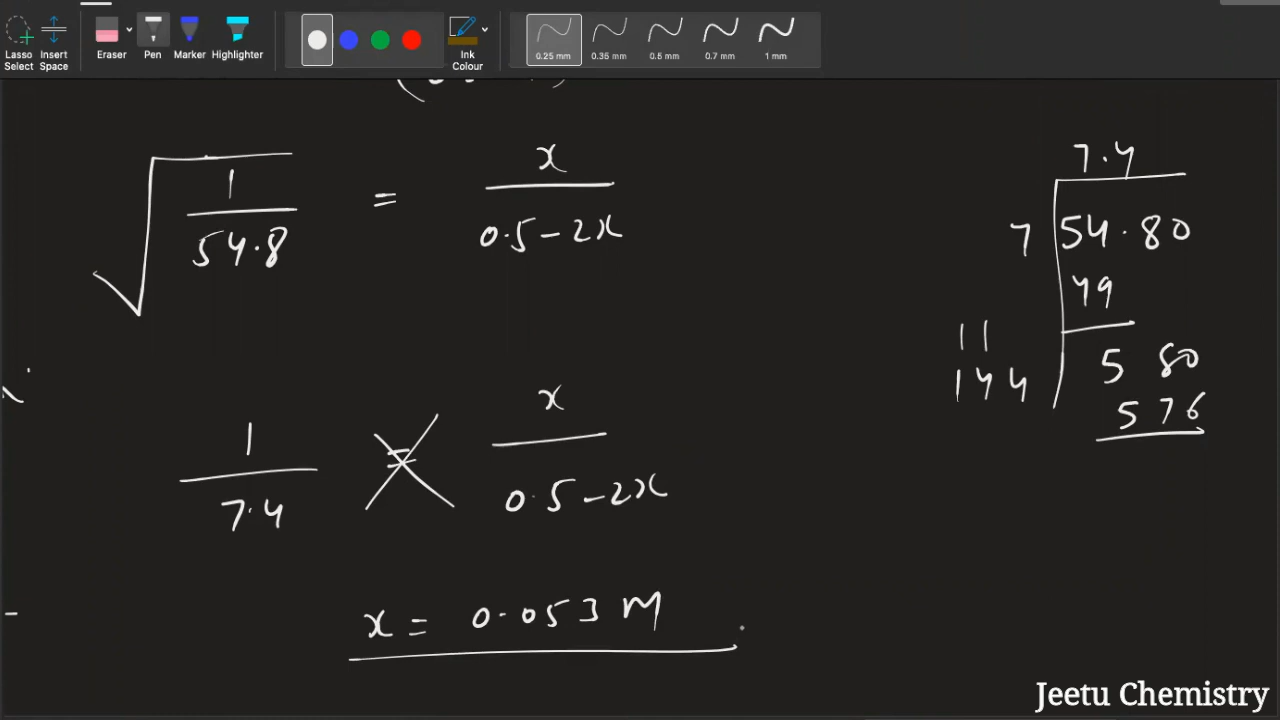 Lasso Select
Insert Space
Eraser
Pen
Marker
Highlighter
Ink Colour
0.25 mm
0.35 mm
0.5 mm
0.7 mm
1 mm
√(1/54.8) = x/(0.5-2x)
1/7.4 = x/(0.5-2x)
x = 0.053 M
7.4
7 54.80
49
11
144 5 80
576
Jeetu Chemistry